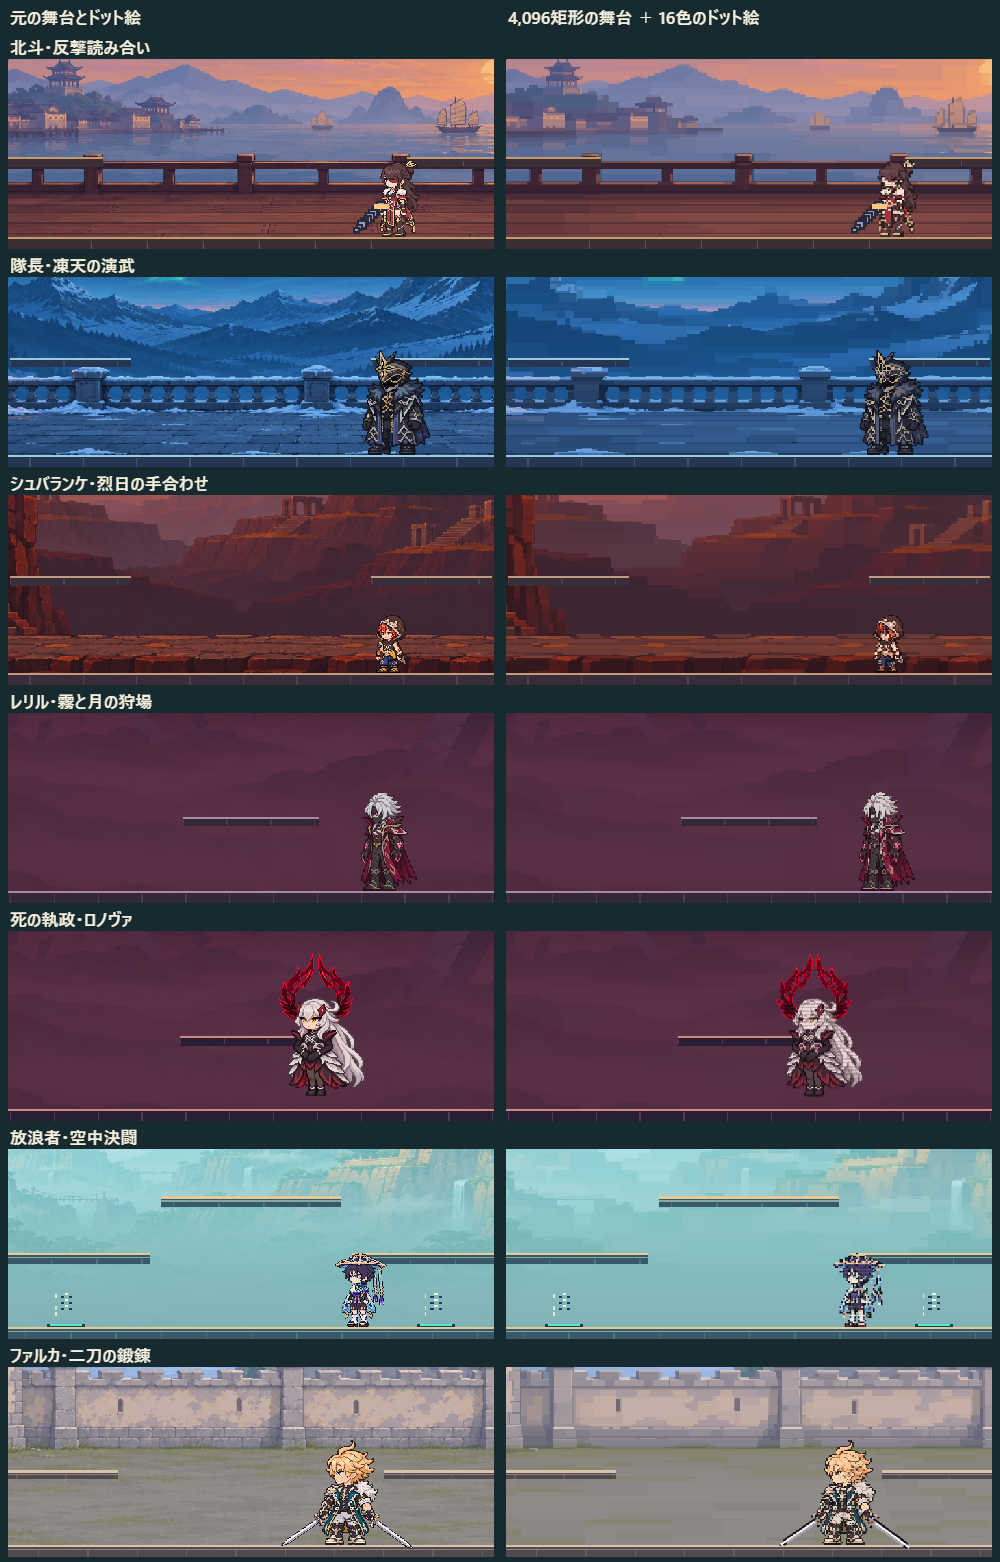 元の舞台とドット絵
4,096矩形の舞台 ＋ 16色のドット絵
北斗・反撃読み合い
隊長・凍天の演武
シュバランケ・烈日の手合わせ
レリル・霧と月の狩場
死の執政・ロノヴァ
放浪者・空中決闘
ファルカ・二刀の鍛錬